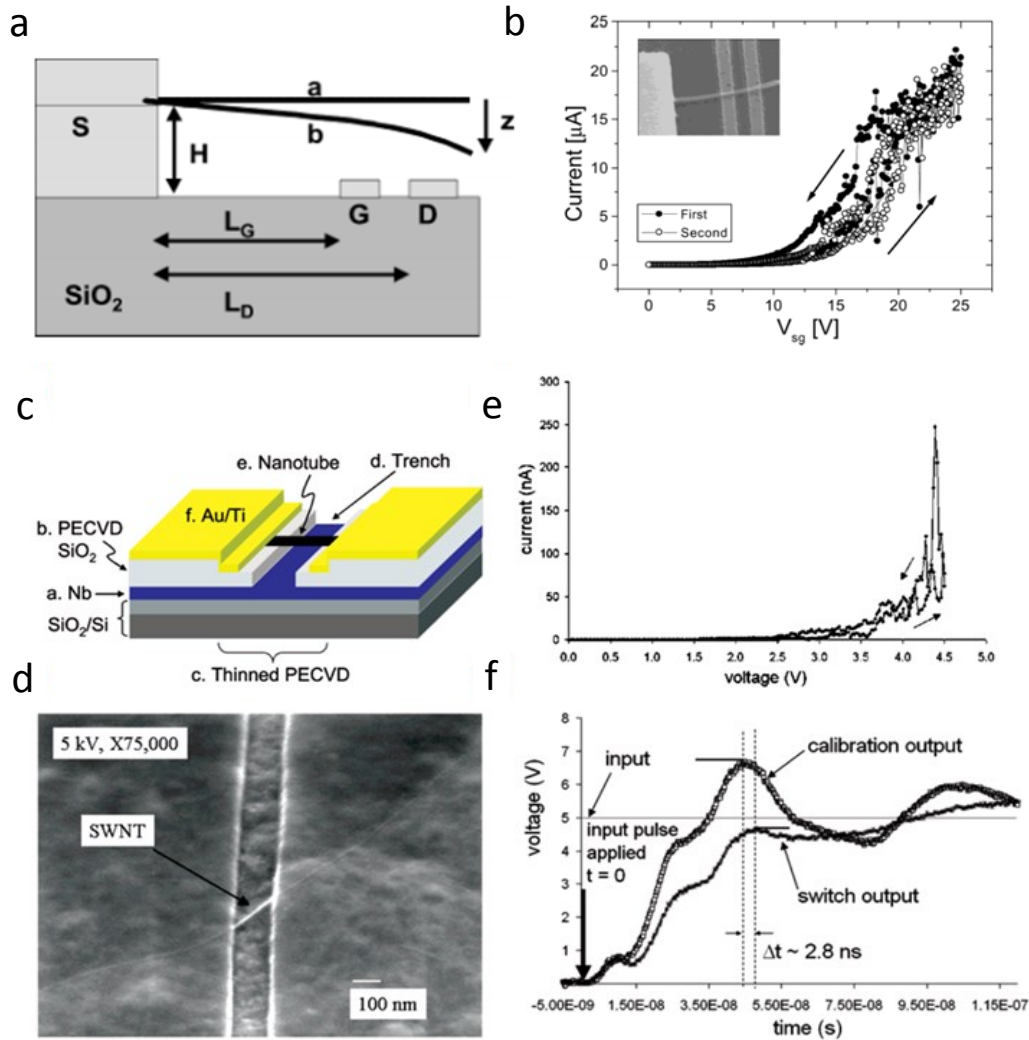 a
a
b
z
S
H
G
D
L_G
L_D
SiO₂
b
Current [μA]
25
20
15
10
5
0
First
Second
0
5
10
15
20
25
V_sg [V]
c
e. Nanotube
d. Trench
f. Au/Ti
b. PECVD
SiO₂
a. Nb
SiO₂/Si
c. Thinned PECVD
e
current (nA)
300
250
200
150
100
50
0
0.0
0.5
1.0
1.5
2.0
2.5
3.0
3.5
4.0
4.5
5.0
voltage (V)
d
5 kV, X75,000
SWNT
100 nm
f
voltage (V)
8
7
6
5
4
3
2
1
input
calibration output
input pulse
applied
t = 0
switch output
Δt ~ 2.8 ns
-5.00E-09
1.50E-08
3.50E-08
5.50E-08
7.50E-08
9.50E-08
1.15E-07
time (s)